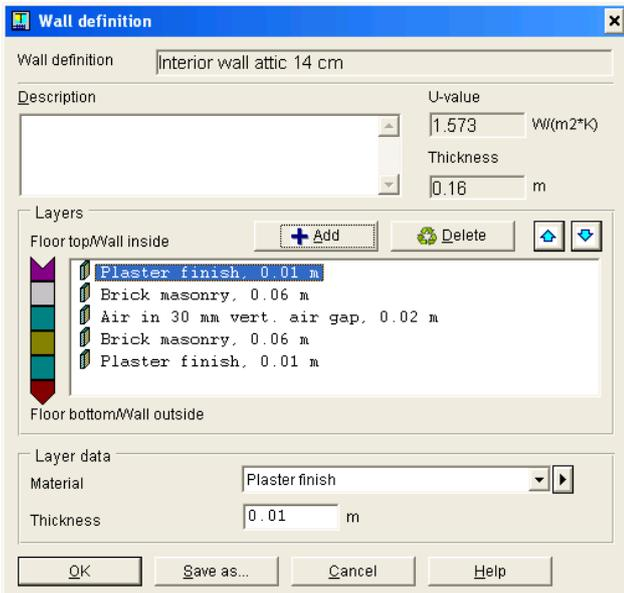 Wall definition
Wall definition Interior wall attic 14 cm
Description U-value
1.573 W/(m2*K)
Thickness
0.16 m
Layers
Floor top/Wall inside Add Delete
Plaster finish, 0.01 m
Brick masonry, 0.06 m
Air in 30 mm vert. air gap, 0.02 m
Brick masonry, 0.06 m
Plaster finish, 0.01 m
Floor bottom/Wall outside
Layer data
Material Plaster finish
Thickness 0.01 m
OK Save as... Cancel Help